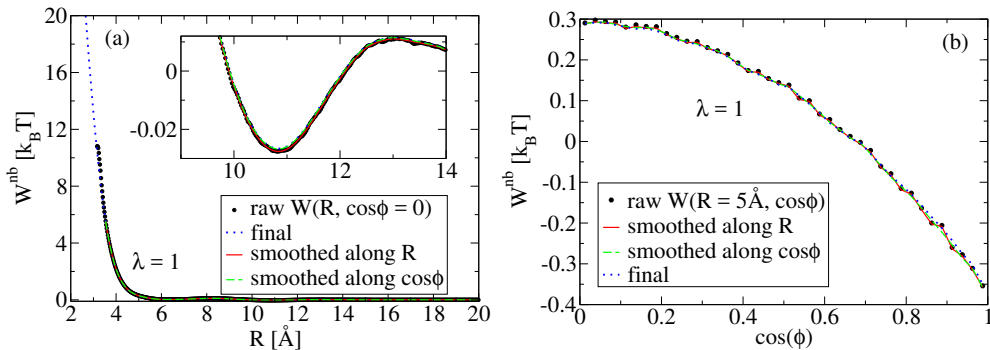 (a)
W^nb [k_BT]
20
16
12
8
4
0
0
-0.02
10
12
14
raw W(R, cosϕ = 0)
final
smoothed along R
smoothed along cosϕ
λ = 1
2 4 6 8 10 12 14 16 18 20
R [Å]
(b)
W^nb [k_BT]
0.3
0.2
0.1
0
-0.1
-0.2
-0.3
-0.4
λ = 1
raw W(R = 5Å, cosϕ)
smoothed along R
smoothed along cosϕ
final
0 0.2 0.4 0.6 0.8 1
cos(ϕ)